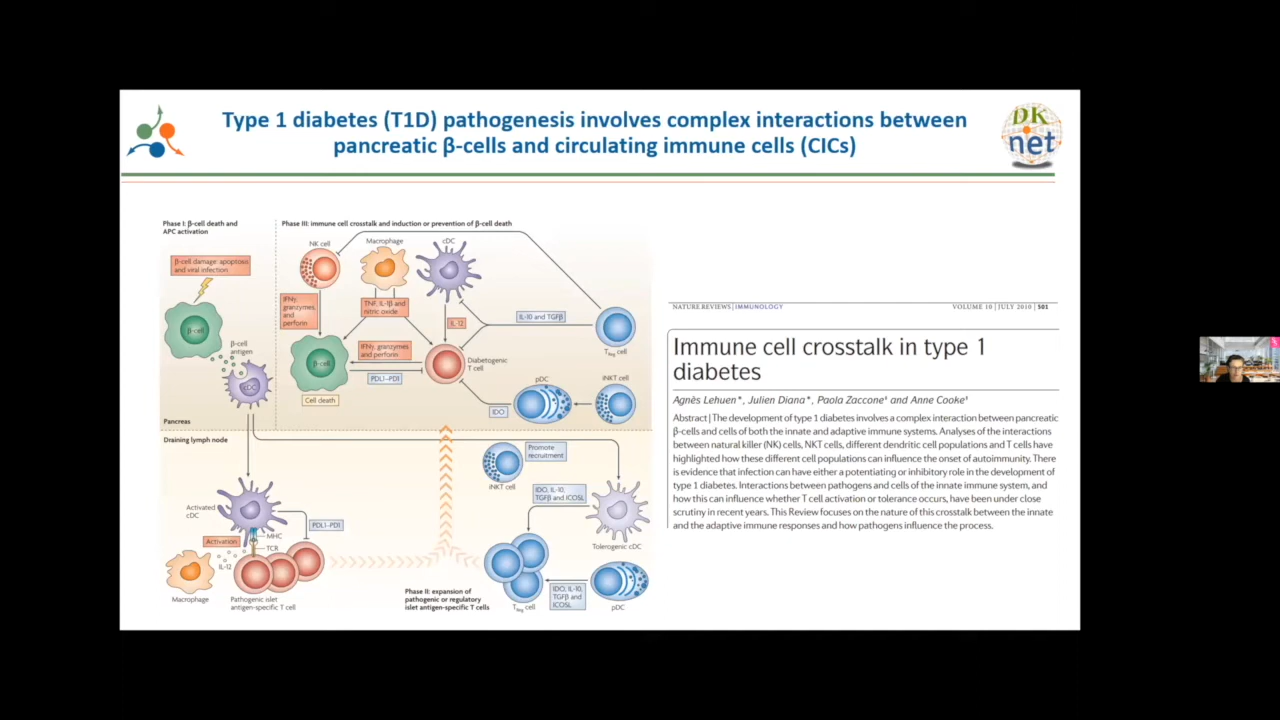 Type 1 diabetes (T1D) pathogenesis involves complex interactions between
pancreatic β-cells and circulating immune cells (CICs)
DK
net
Phase I: β-cell death and
APC activation
Phase III: immune cell crosstalk and induction or prevention of β-cell death
NK cell
Macrophage
cDC
β-cell damage: apoptosis
and viral infection
IFNγ,
granzymes,
and
perforin
TNF, IL-1β and
nitric oxide
IL-12
IL-10 and TGFβ
TReg cell
β-cell
β-cell
antigen
cDC
β-cell
IFNγ, granzymes
and perforin
PDL1–PD1
Diabetogenic
T cell
Cell death
pDC
iNKT cell
IDO
Pancreas
Draining lymph node
iNKT cell
Promote
recruitment
IDO, IL-10,
TGFβ and ICOSL
Tolerogenic cDC
Activated
cDC
PDL1–PD1
MHC
TCR
Activation
IL-12
Macrophage
Pathogenic islet
antigen-specific T cell
Phase II: expansion of
pathogenic or regulatory
islet antigen-specific T cells
TReg cell
IDO, IL-10,
TGFβ and
ICOSL
pDC
NATURE REVIEWS | IMMUNOLOGY
VOLUME 10 | JULY 2010 | 501
Immune cell crosstalk in type 1
diabetes
Agnès Lehuen*, Julien Diana*, Paola Zaccone‡ and Anne Cooke‡
Abstract | The development of type 1 diabetes involves a complex interaction between pancreatic
β-cells and cells of both the innate and adaptive immune systems. Analyses of the interactions
between natural killer (NK) cells, NKT cells, different dendritic cell populations and T cells have
highlighted how these different cell populations can influence the onset of autoimmunity. There
is evidence that infection can have either a potentiating or inhibitory role in the development of
type 1 diabetes. Interactions between pathogens and cells of the innate immune system, and
how this can influence whether T cell activation or tolerance occurs, have been under close
scrutiny in recent years. This Review focuses on the nature of this crosstalk between the innate
and the adaptive immune responses and how pathogens influence the process.